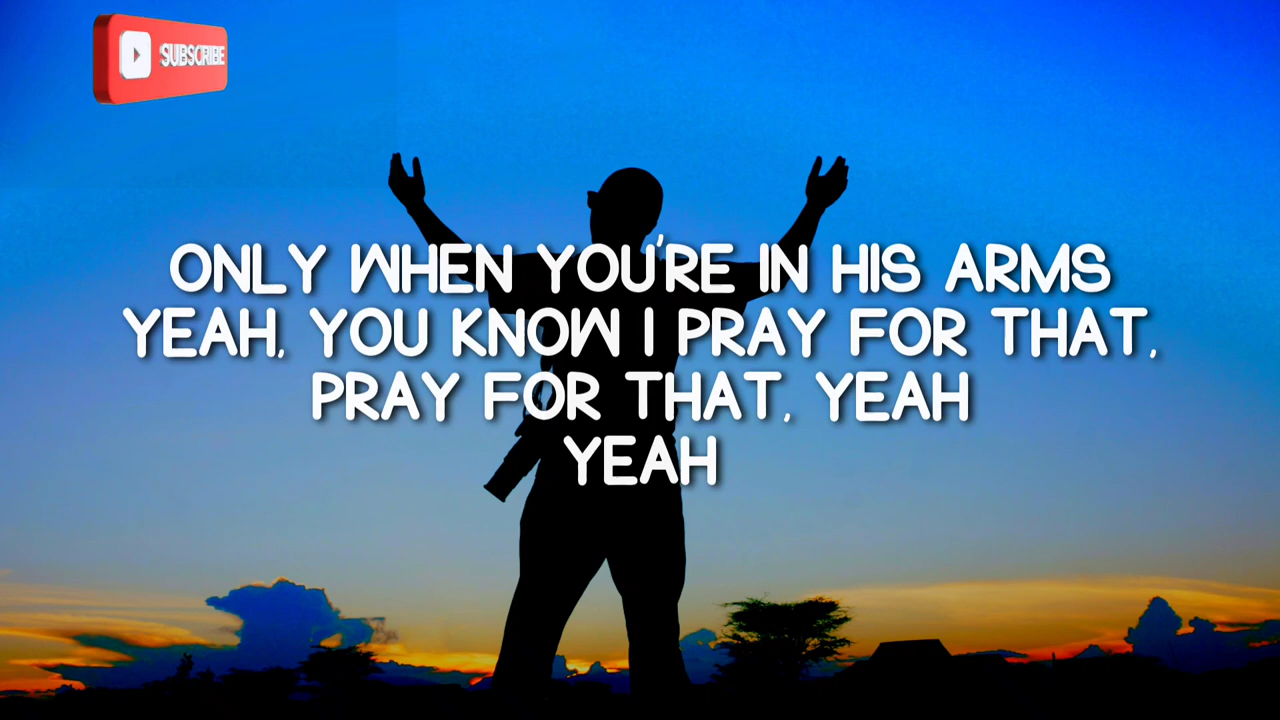 SUBSCRIBE
ONLY WHEN YOU'RE IN HIS ARMS
YEAH, YOU KNOW I PRAY FOR THAT,
PRAY FOR THAT, YEAH
YEAH